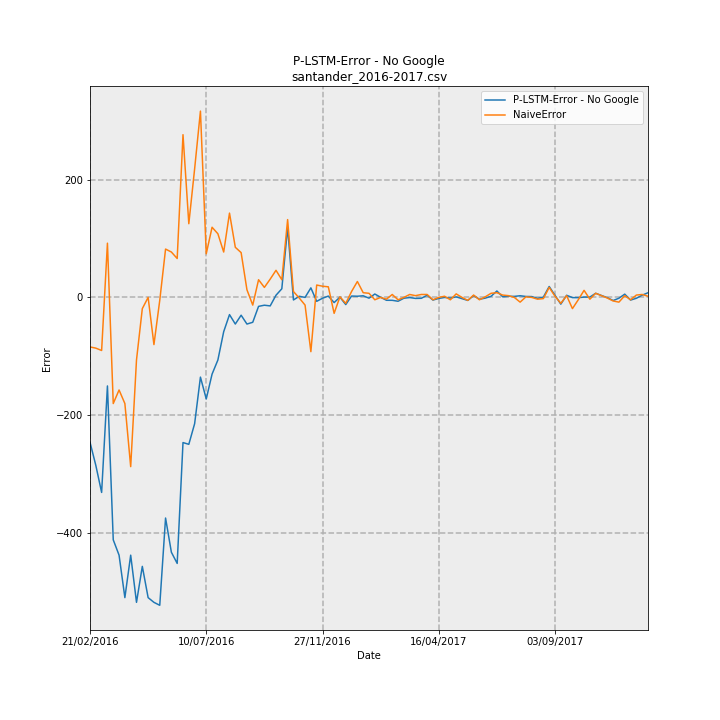 P-LSTM-Error - No Google
santander_2016-2017.csv
P-LSTM-Error - No Google
NaiveError
200
0
−200
−400
Error
21/02/2016
10/07/2016
27/11/2016
16/04/2017
03/09/2017
Date